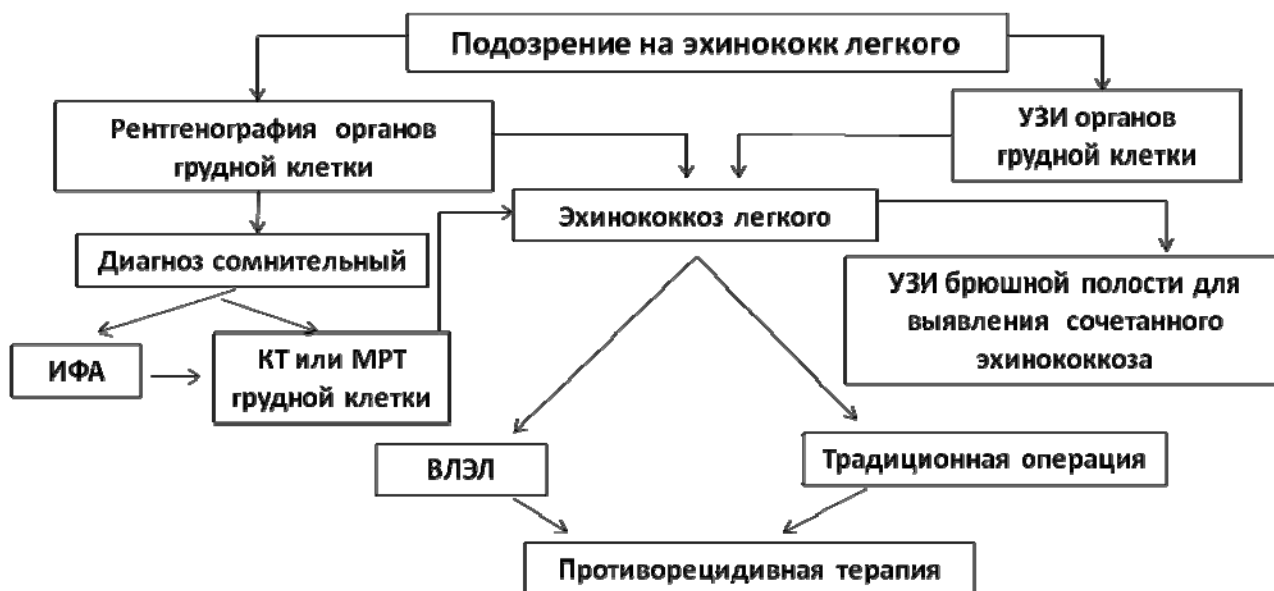 Подозрение на эхинококк легкого
Рентгенография органов
грудной клетки
УЗИ органов
грудной клетки
Эхинококкоз легкого
Диагноз сомнительный
УЗИ брюшной полости для
выявления сочетанного
эхинококкоза
ИФА
КТ или МРТ
грудной клетки
ВЛЭЛ
Традиционная операция
Противорецидивная терапия